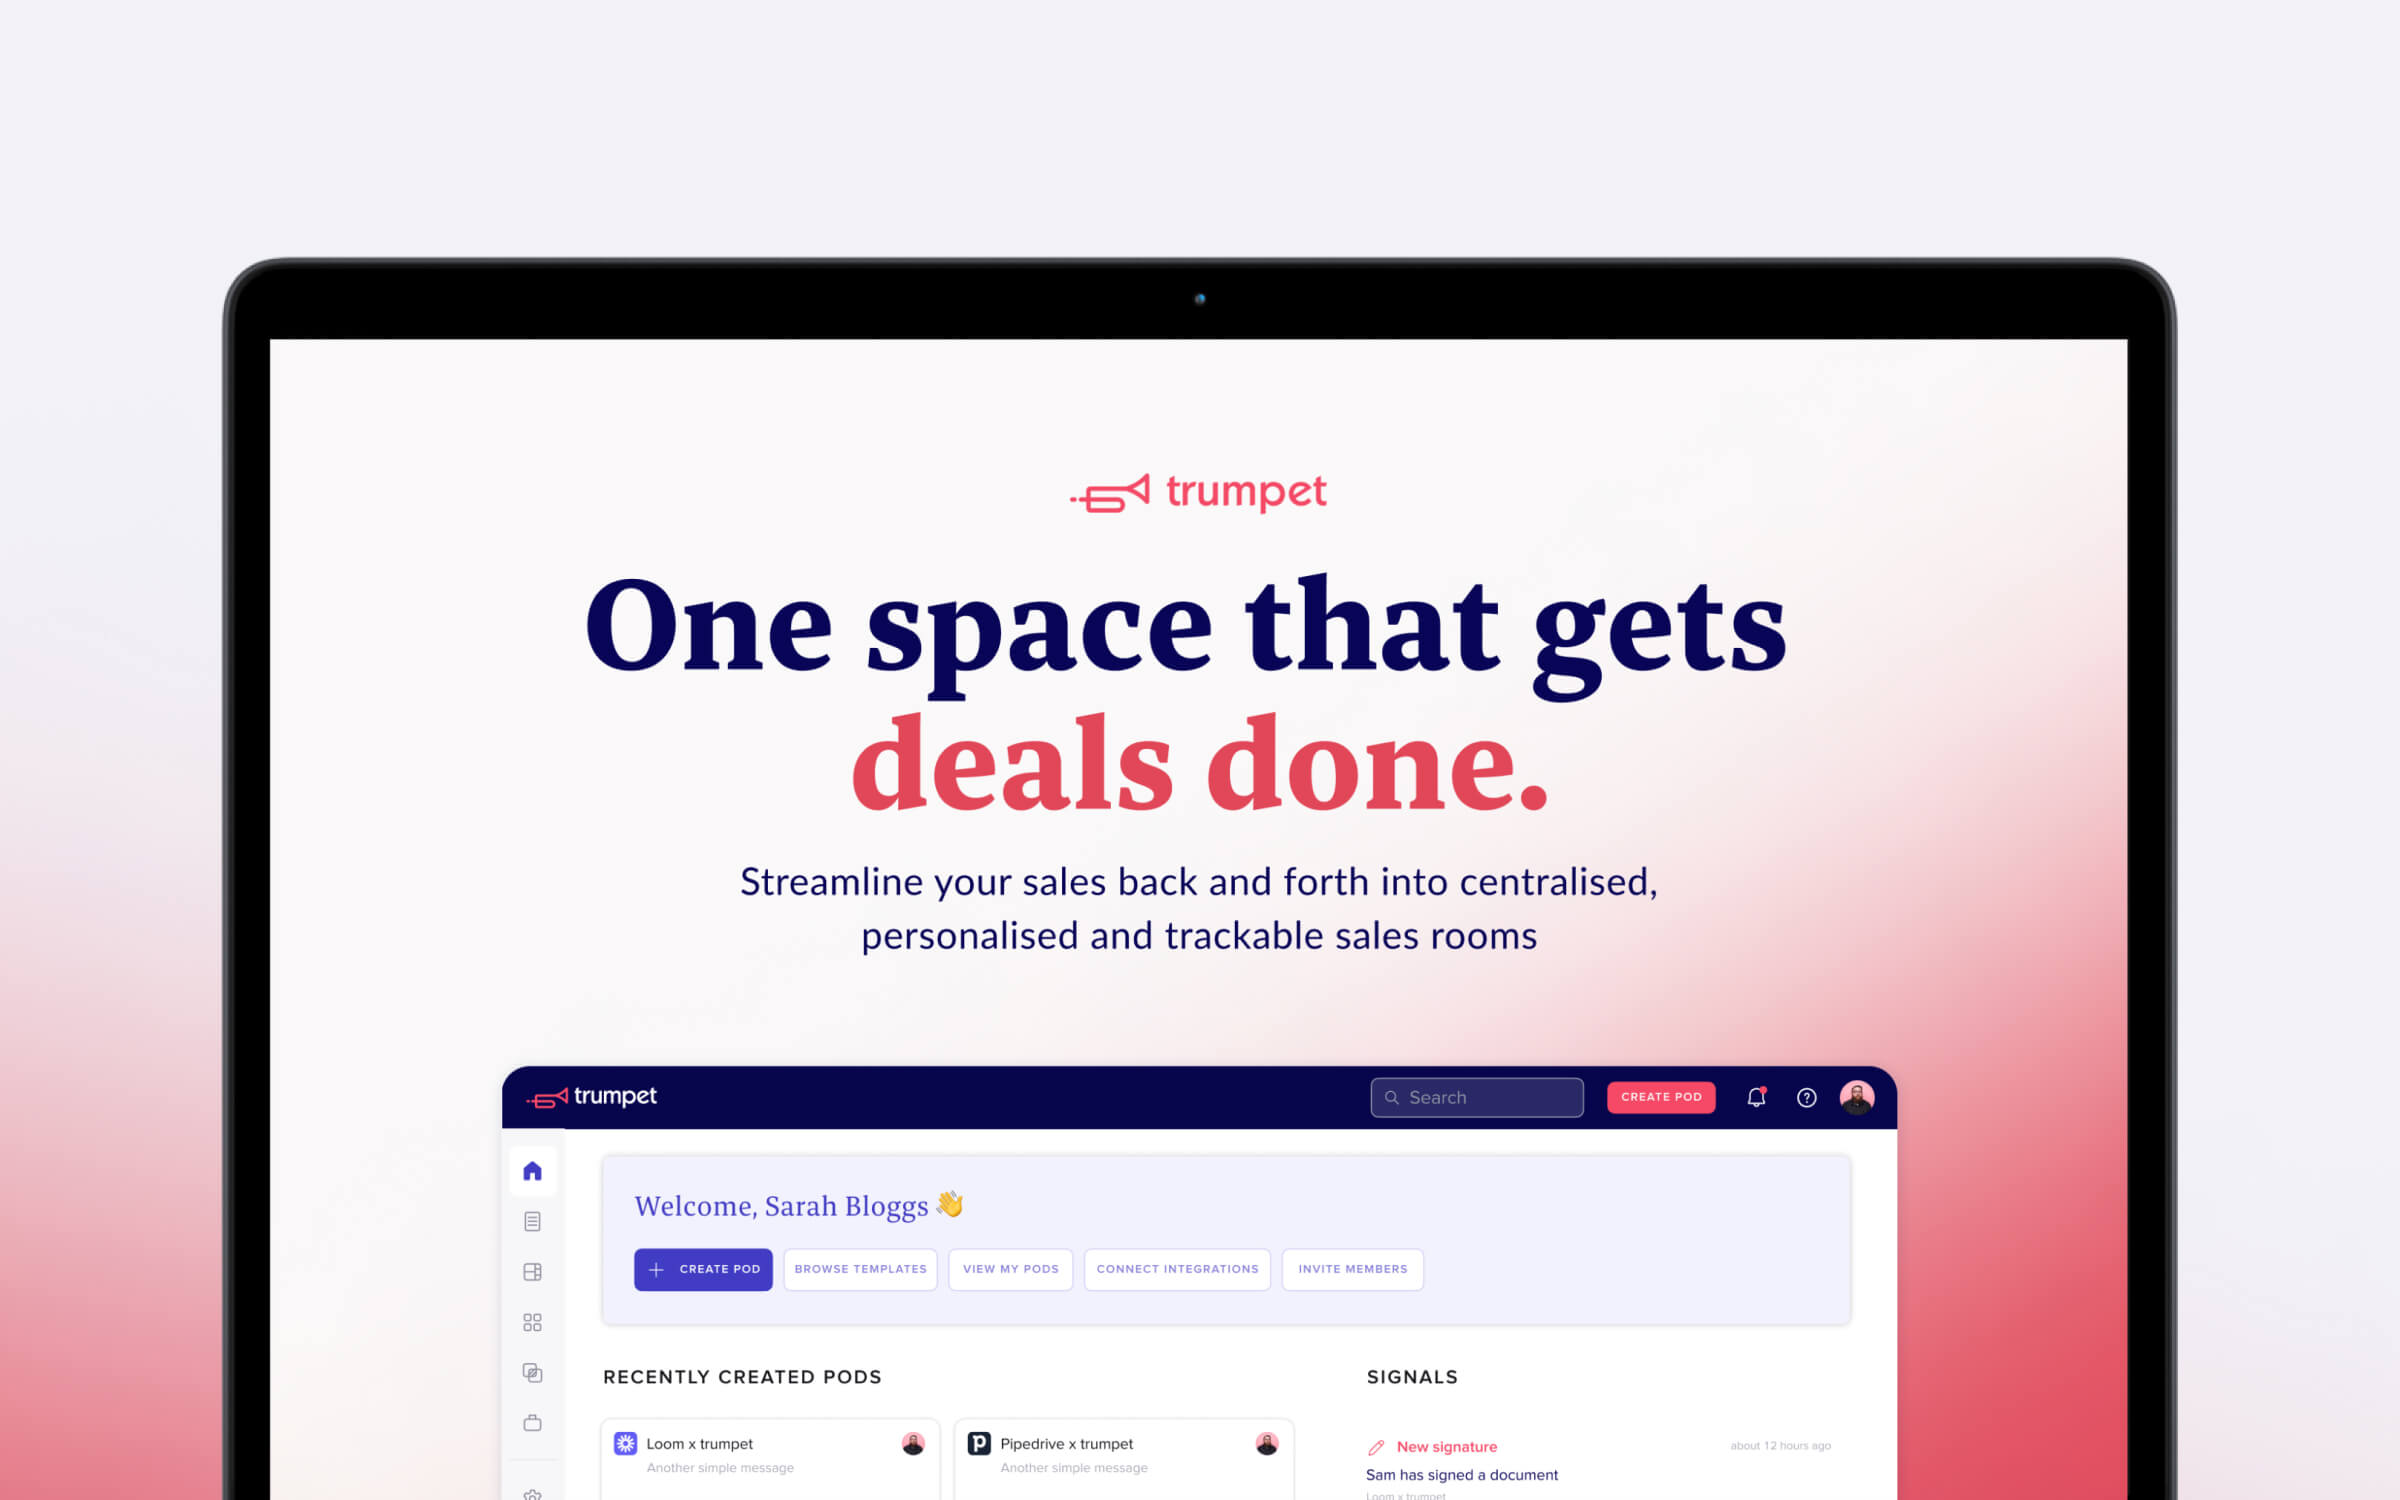 trumpet
One space that gets
deals done.
Streamline your sales back and forth into centralised,
personalised and trackable sales rooms
trumpet
Search
CREATE POD
Welcome, Sarah Bloggs
CREATE POD
BROWSE TEMPLATES
VIEW MY PODS
CONNECT INTEGRATIONS
INVITE MEMBERS
RECENTLY CREATED PODS
SIGNALS
Loom x trumpet
Another simple message
Pipedrive x trumpet
Another simple message
New signature
about 12 hours ago
Sam has signed a document
Loom x trumpet